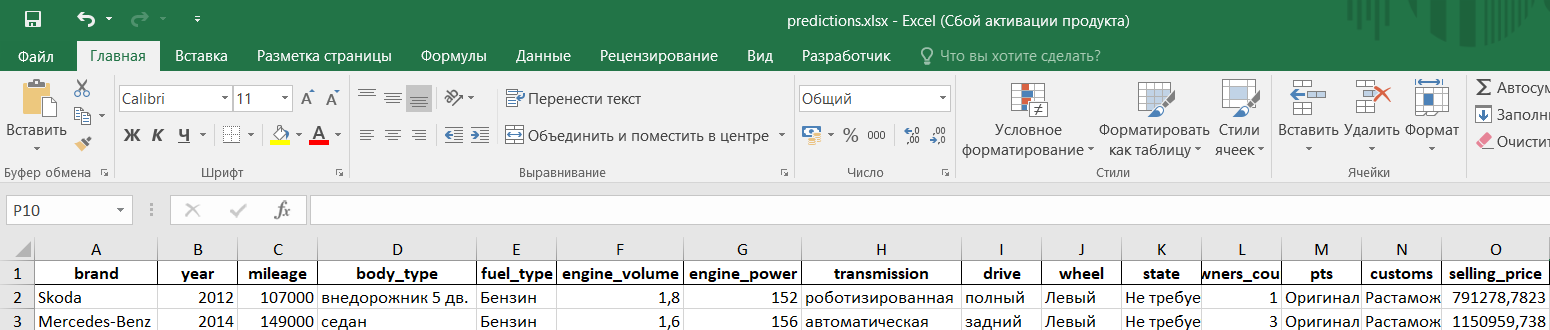 predictions.xlsx - Excel (Сбой активации продукта)
Файл Главная Вставка Разметка страницы Формулы Данные Рецензирование Вид Разработчик Что вы хотите сделать?
Вставить
Calibri 11 А А
Ж К Ч А
Перенести текст
Объединить и поместить в центре
Общий
% 000
Условное форматирование
Форматировать как таблицу
Стили ячеек
Вставить Удалить Формат
Автосум
Заполни
Очистит
Буфер обмена Шрифт Выравнивание Число Стили Ячейки
P10 fx
A B C D E F G H I J K L M N O
1 brand year mileage body_type fuel_type engine_volume engine_power transmission drive wheel state wners_cou pts customs selling_price
2 Skoda 2012 107000 внедорожник 5 дв. Бензин 1,8 152 роботизированная полный Левый Не требуе 1 Оригинал Растамож 791278,7823
3 Mercedes-Benz 2014 149000 седан Бензин 1,6 156 автоматическая задний Левый Не требуе 3 Оригинал Растамож 1150959,738